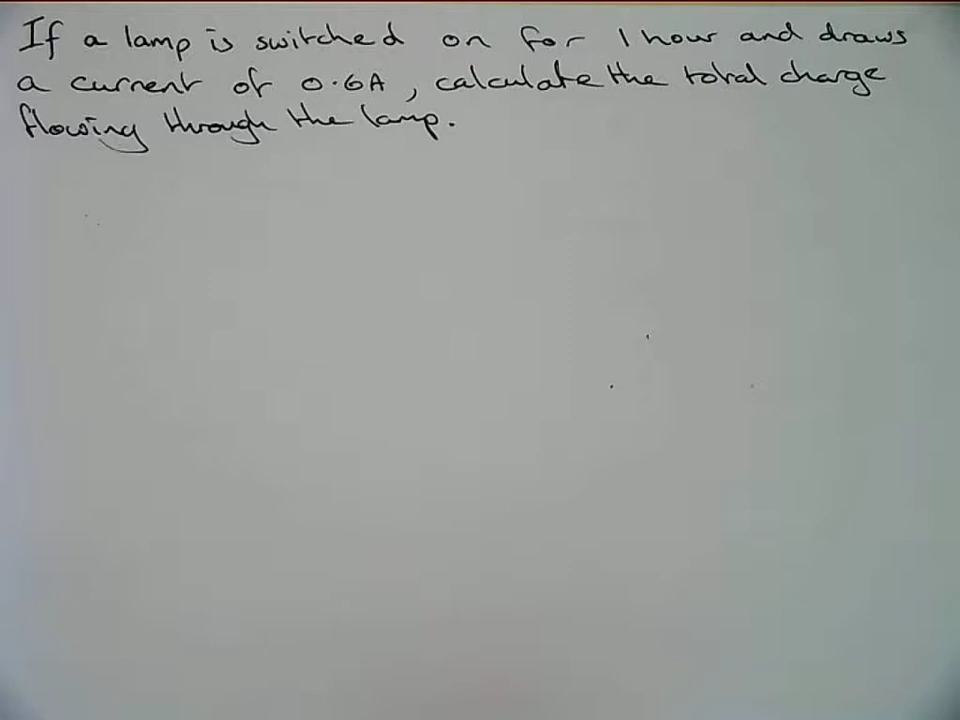 If a lamp is switched on for 1 hour and draws
a current of 0.6A, calculate the total charge
flowing through the lamp.